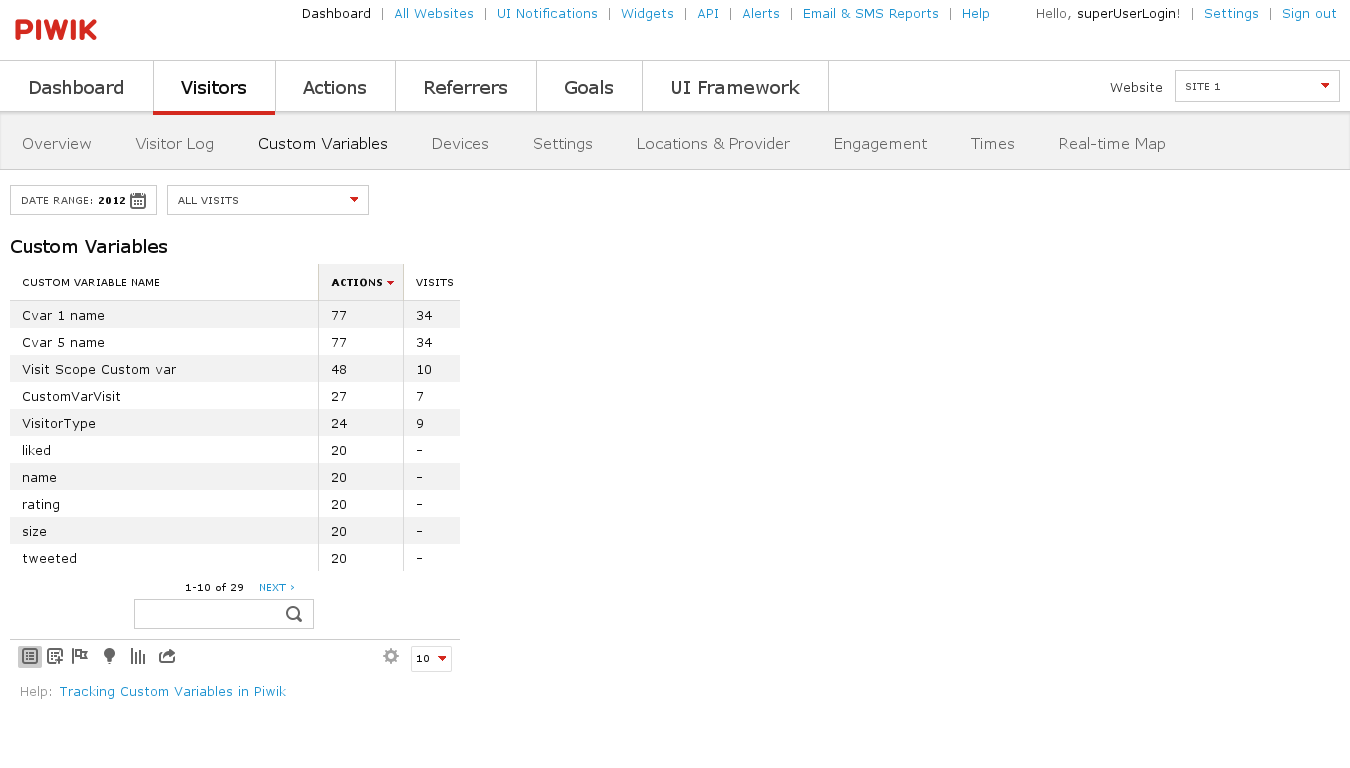 PIWIK
Dashboard | All Websites | UI Notifications | Widgets | API | Alerts | Email & SMS Reports | Help Hello, superUserLogin! | Settings | Sign out
Dashboard Visitors Actions Referrers Goals UI Framework Website SITE 1
Overview Visitor Log Custom Variables Devices Settings Locations & Provider Engagement Times Real-time Map
DATE RANGE: 2012 ALL VISITS
Custom Variables
CUSTOM VARIABLE NAME ACTIONS VISITS
Cvar 1 name 77 34
Cvar 5 name 77 34
Visit Scope Custom var 48 10
CustomVarVisit 27 7
VisitorType 24 9
liked 20 -
name 20 -
rating 20 -
size 20 -
tweeted 20 -
1-10 of 29 NEXT ›
10
Help: Tracking Custom Variables in Piwik